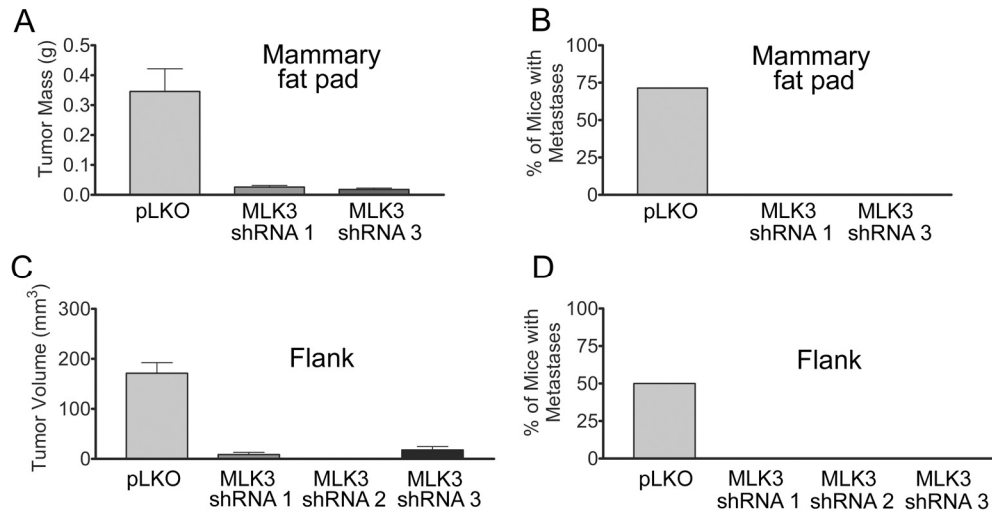 A
Tumor Mass (g)
0.5
0.4
0.3
0.2
0.1
0.0
Mammary
fat pad
pLKO
MLK3
shRNA 1
MLK3
shRNA 3
B
% of Mice with
Metastases
100
75
50
25
0
Mammary
fat pad
pLKO
MLK3
shRNA 1
MLK3
shRNA 3
C
Tumor Volume (mm³)
300
200
100
0
Flank
pLKO
MLK3
shRNA 1
MLK3
shRNA 2
MLK3
shRNA 3
D
% of Mice with
Metastases
100
75
50
25
0
Flank
pLKO
MLK3
shRNA 1
MLK3
shRNA 2
MLK3
shRNA 3